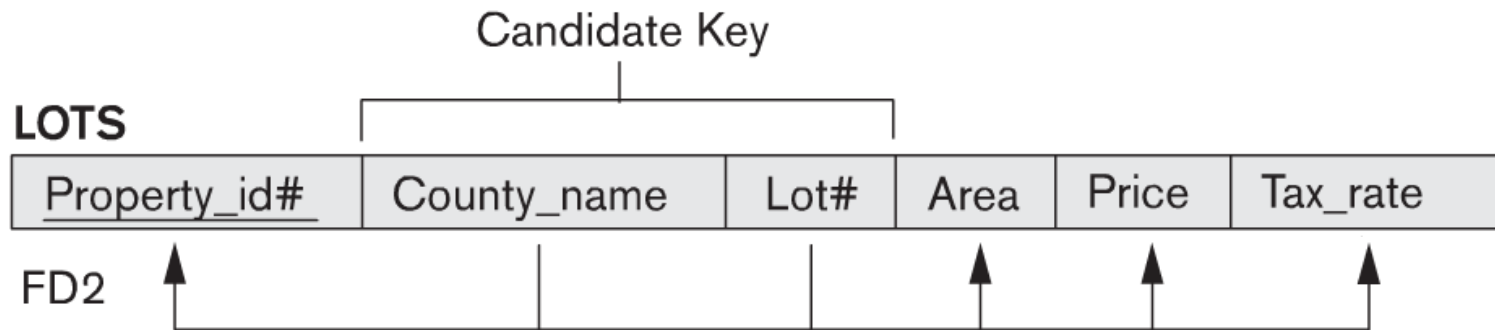 Candidate Key
LOTS
Property_id# County_name Lot# Area Price Tax_rate
FD2